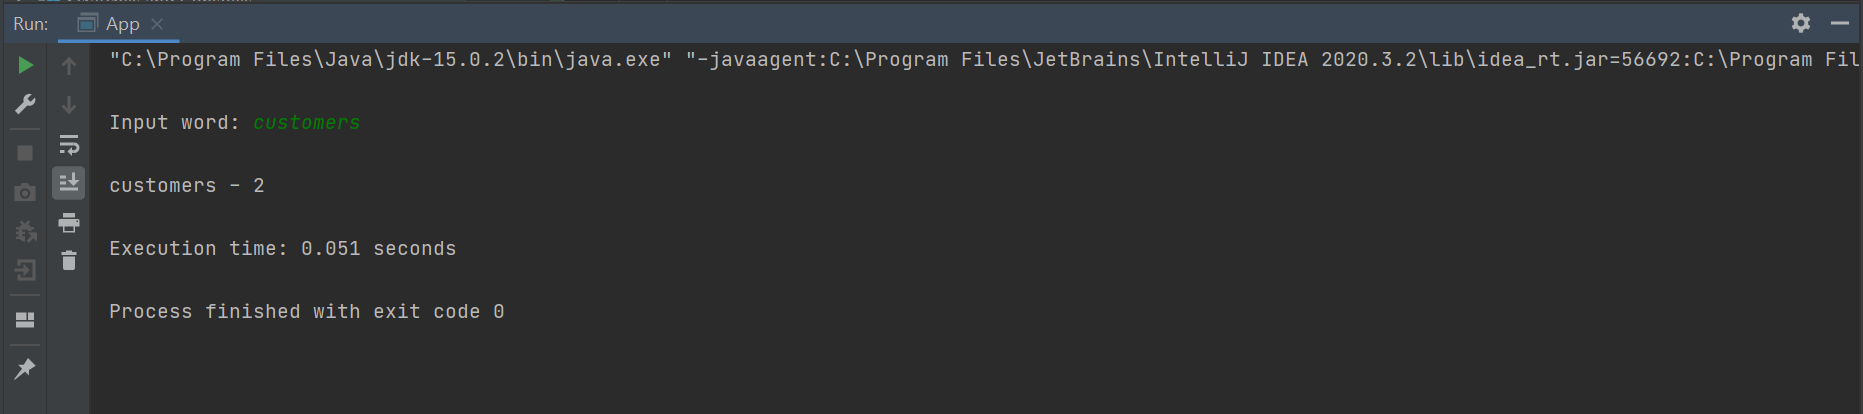 Run: App
"C:\Program Files\Java\jdk-15.0.2\bin\java.exe" "-javaagent:C:\Program Files\JetBrains\IntelliJ IDEA 2020.3.2\lib\idea_rt.jar=56692:C:\Program Fil
Input word: customers
customers - 2
Execution time: 0.051 seconds
Process finished with exit code 0